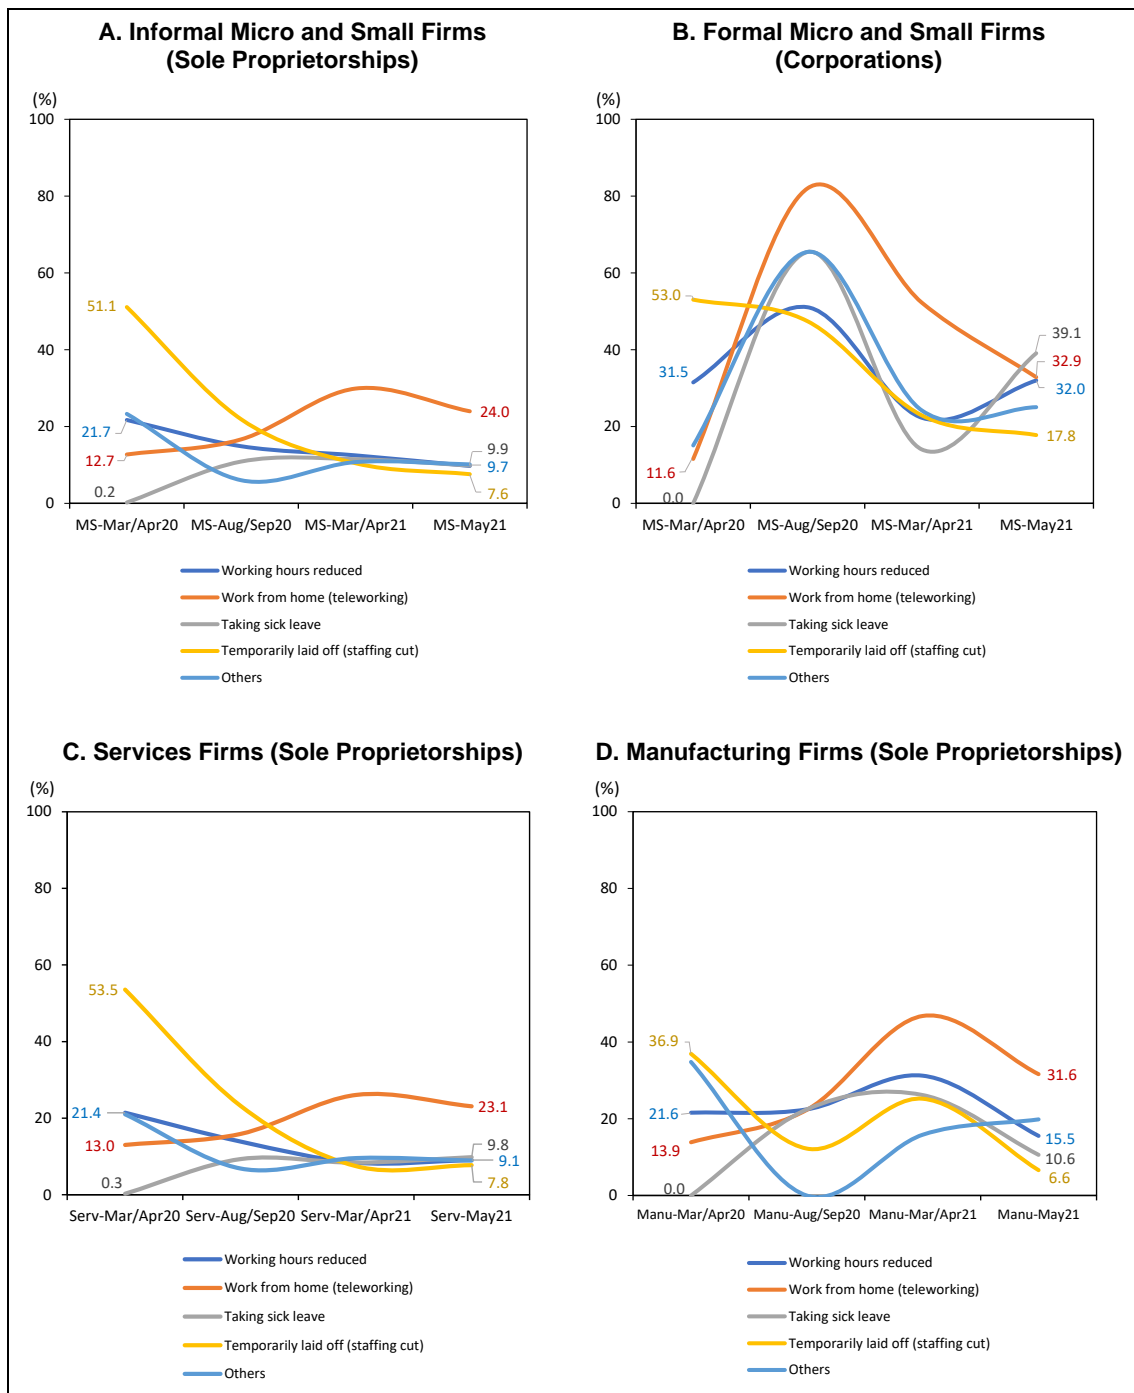 A. Informal Micro and Small Firms
(Sole Proprietorships)
(%)
100
80
60
40
20
0
51.1
21.7
12.7
0.2
24.0
9.9
9.7
7.6
MS-Mar/Apr20 MS-Aug/Sep20 MS-Mar/Apr21 MS-May21
Working hours reduced
Work from home (teleworking)
Taking sick leave
Temporarily laid off (staffing cut)
Others
B. Formal Micro and Small Firms
(Corporations)
(%)
100
80
60
40
20
0
53.0
31.5
11.6
0.0
39.1
32.9
32.0
17.8
MS-Mar/Apr20 MS-Aug/Sep20 MS-Mar/Apr21 MS-May21
Working hours reduced
Work from home (teleworking)
Taking sick leave
Temporarily laid off (staffing cut)
Others
C. Services Firms (Sole Proprietorships)
(%)
100
80
60
40
20
0
53.5
21.4
13.0
0.3
23.1
9.8
9.1
7.8
Serv-Mar/Apr20 Serv-Aug/Sep20 Serv-Mar/Apr21 Serv-May21
Working hours reduced
Work from home (teleworking)
Taking sick leave
Temporarily laid off (staffing cut)
Others
D. Manufacturing Firms (Sole Proprietorships)
(%)
100
80
60
40
20
0
36.9
21.6
13.9
0.0
31.6
15.5
10.6
6.6
Manu-Mar/Apr20 Manu-Aug/Sep20 Manu-Mar/Apr21 Manu-May21
Working hours reduced
Work from home (teleworking)
Taking sick leave
Temporarily laid off (staffing cut)
Others